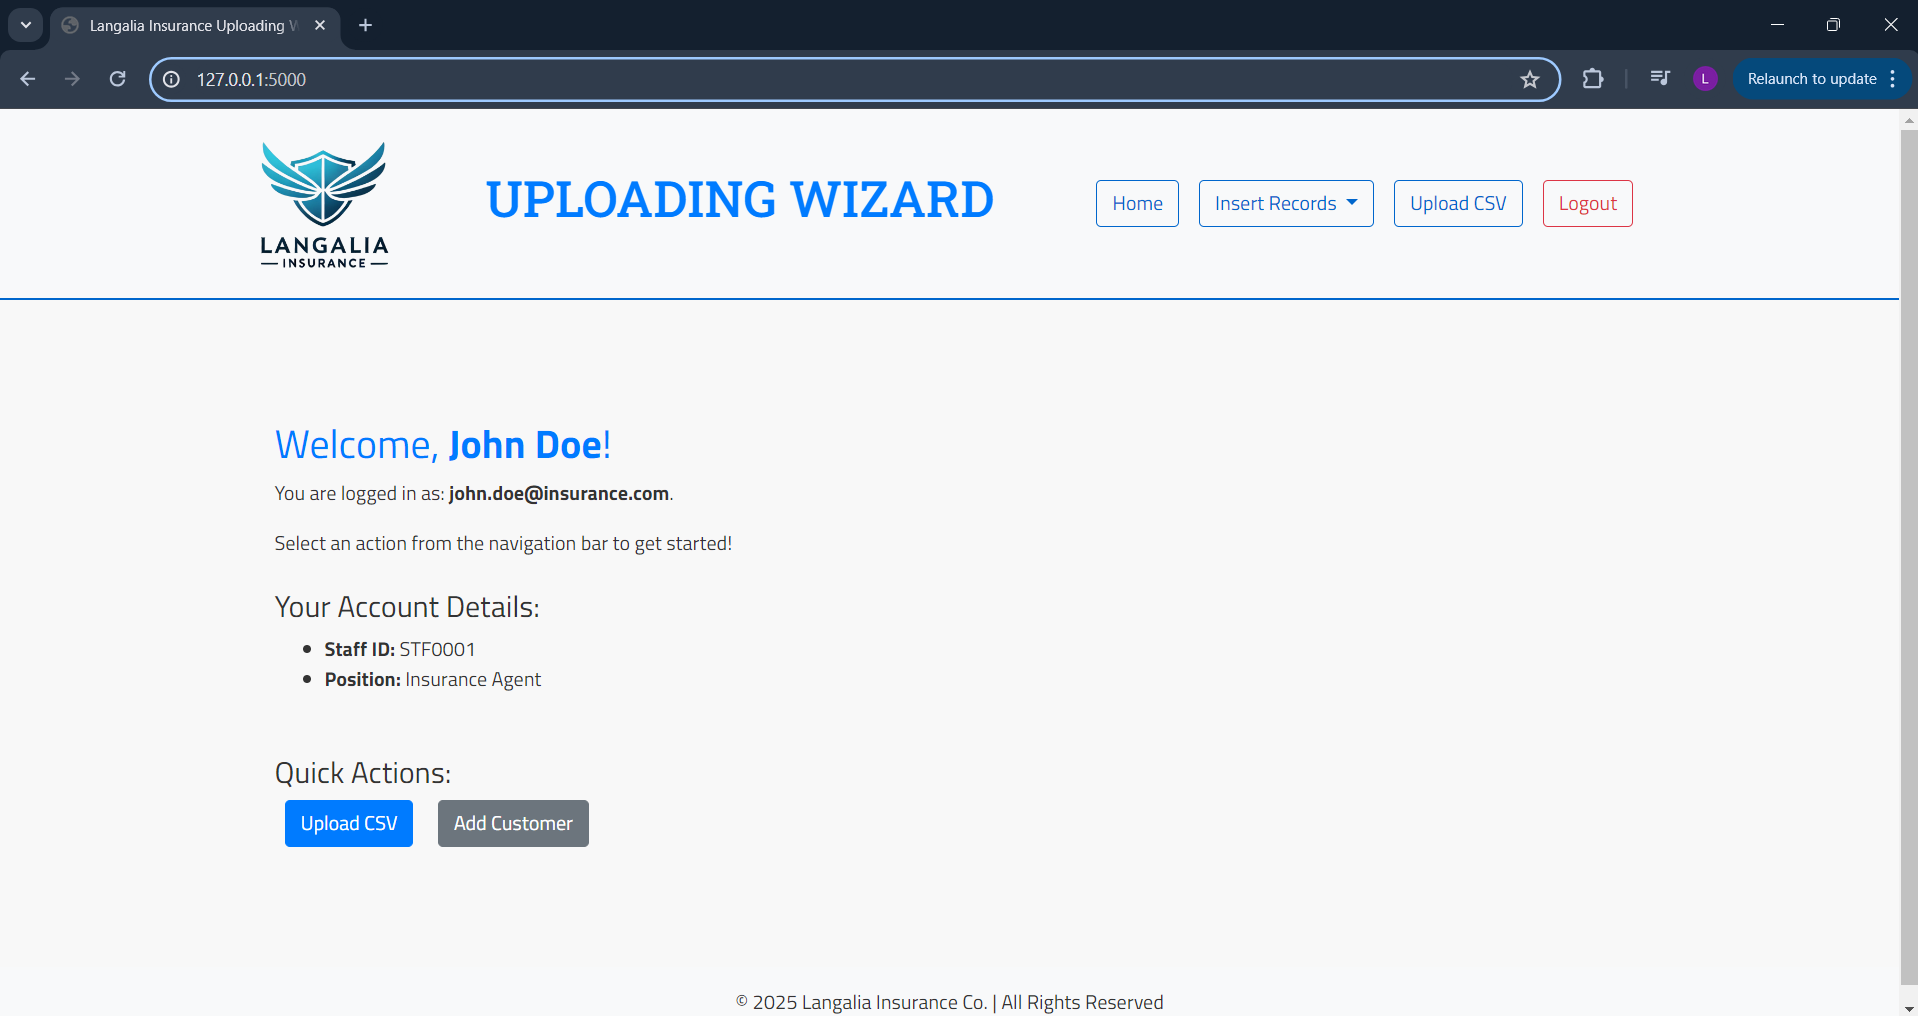 Langalia Insurance Uploading
127.0.0.1:5000
L
Relaunch to update
LANGALIA
INSURANCE
UPLOADING WIZARD
Home
Insert Records
Upload CSV
Logout
Welcome, John Doe!
You are logged in as: john.doe@insurance.com.
Select an action from the navigation bar to get started!
Your Account Details:
Staff ID: STF0001
Position: Insurance Agent
Quick Actions:
Upload CSV
Add Customer
© 2025 Langalia Insurance Co. | All Rights Reserved